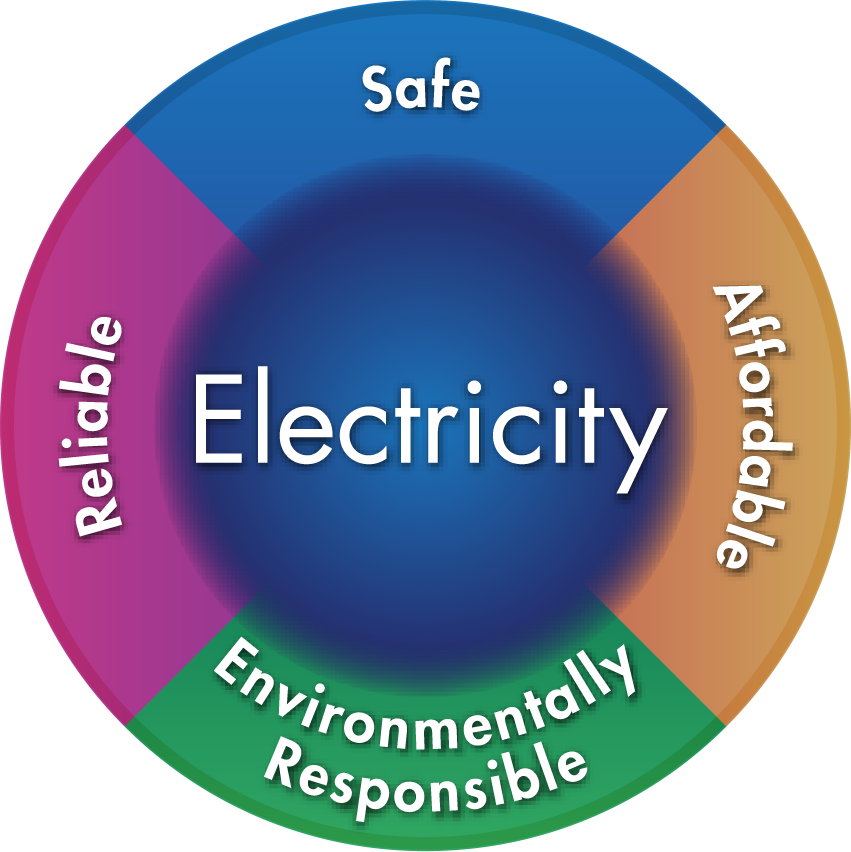 Safe
Reliable
Electricity
Affordable
Environmentally
Responsible